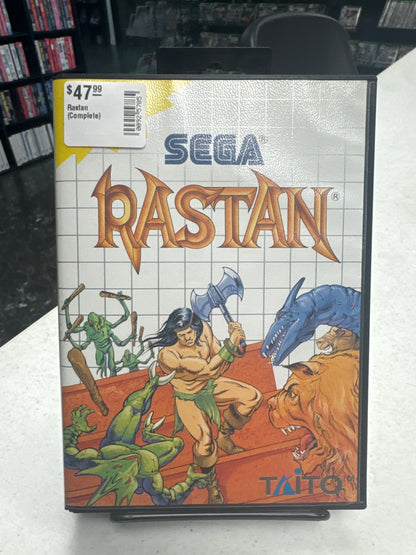 $47.99
Rastan
(Complete)
SEGA®
RASTAN®
TAITO